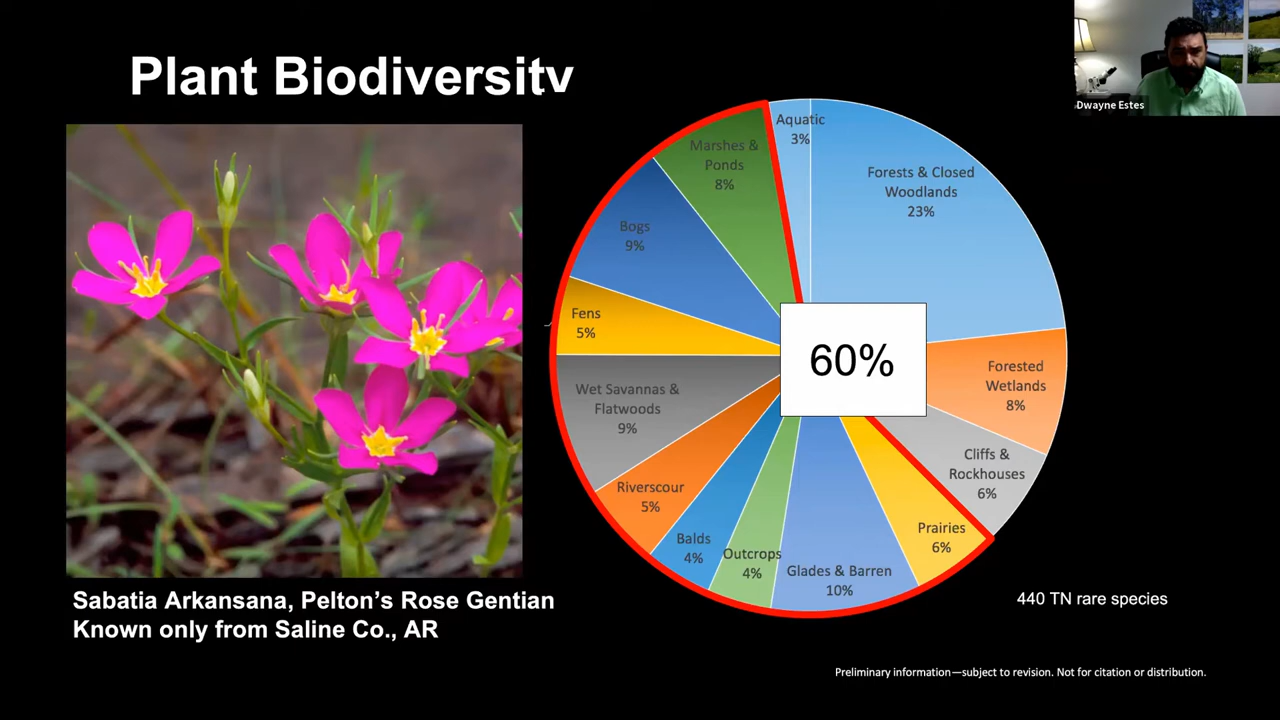 Plant Biodiversity
Dwayne Estes
Aquatic
3%
Forests & Closed
Woodlands
23%
Marshes &
Ponds
8%
Bogs
9%
Fens
5%
60%
Forested
Wetlands
8%
Wet Savannas &
Flatwoods
9%
Cliffs &
Rockhouses
6%
Riverscour
5%
Prairies
6%
Balds
4%
Outcrops
4%
Glades & Barren
10%
Sabatia Arkansana, Pelton's Rose Gentian
Known only from Saline Co., AR
440 TN rare species
Preliminary information—subject to revision. Not for citation or distribution.